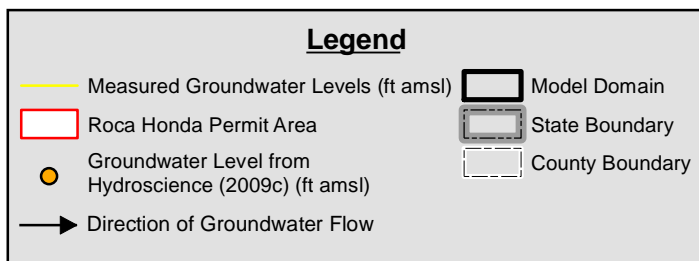 Legend
Measured Groundwater Levels (ft amsl)
Roca Honda Permit Area
Groundwater Level from
Hydroscience (2009c) (ft amsl)
Direction of Groundwater Flow
Model Domain
State Boundary
County Boundary